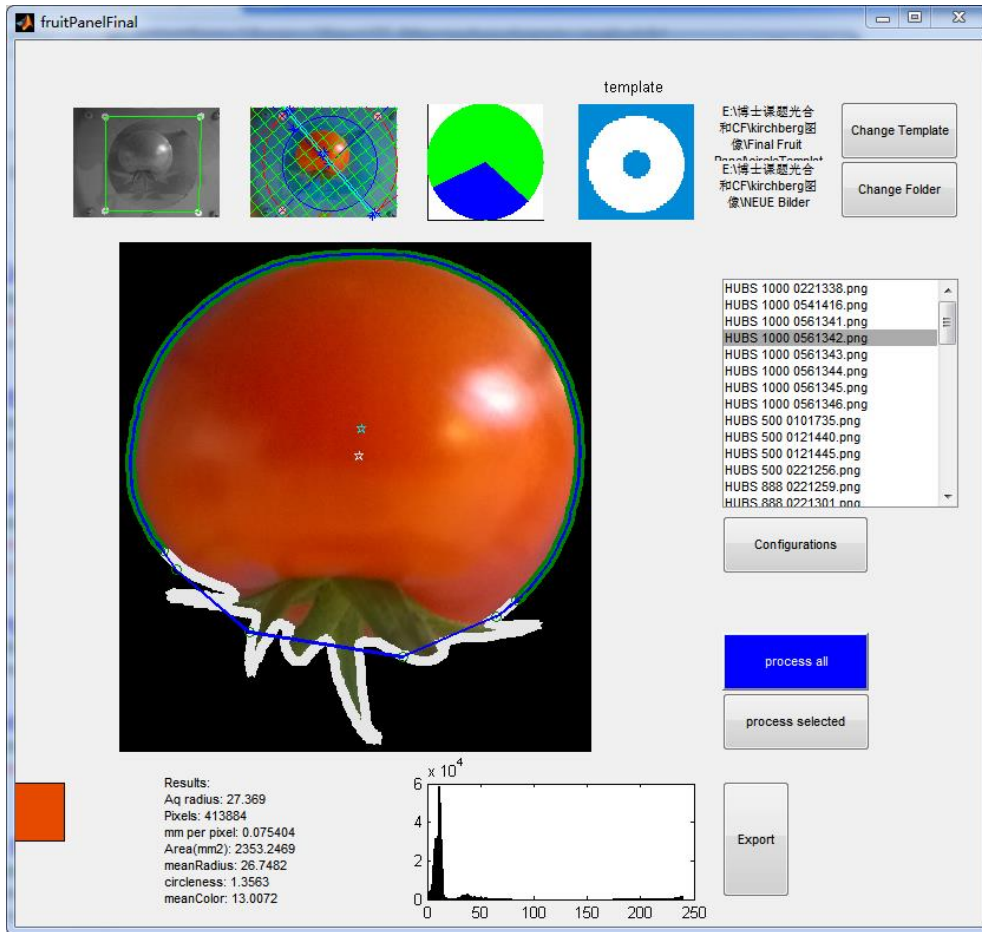 fruitPanelFinal
template
E:\博士课题光合
和CF\kirchberg图
像\Final Fruit
E:\博士课题光合
和CF\kirchberg图
像\NEUE Bilder
Change Template
Change Folder
HUBS 1000 0221338.png
HUBS 1000 0541416.png
HUBS 1000 0561341.png
HUBS 1000 0561342.png
HUBS 1000 0561343.png
HUBS 1000 0561344.png
HUBS 1000 0561345.png
HUBS 1000 0561346.png
HUBS 500 0101735.png
HUBS 500 0121440.png
HUBS 500 0121445.png
HUBS 500 0221256.png
HUBS 888 0221259.png
HUBS 888 0221301.png
Configurations
process all
process selected
Results:
Aq radius: 27.369
Pixels: 413884
mm per pixel: 0.075404
Area(mm2): 2353.2469
meanRadius: 26.7482
circleness: 1.3563
meanColor: 13.0072
x 10^4
6
4
2
0
0 50 100 150 200 250
Export